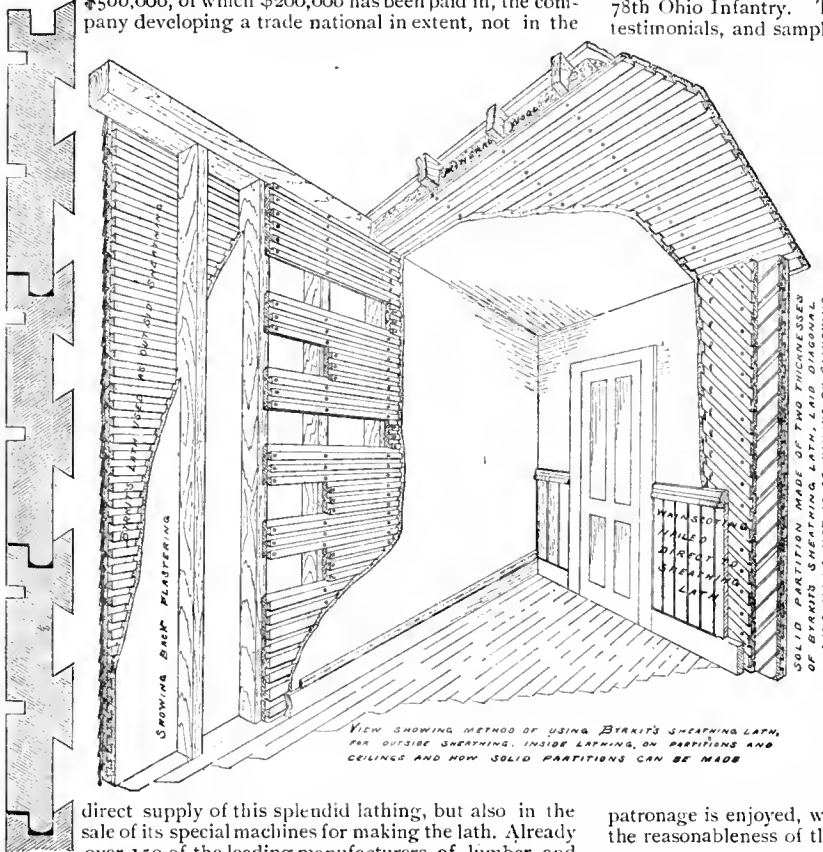 $500,000, of which $200,000 has been paid in, the com-
pany developing a trade national in extent, not in the
78th Ohio Infantry. T
testimonials, and sampl
MINERAL WOOL
BYRKIT'S LATH USED AS OUTSID SHEATHING
SHOWING BACK PLASTERING
WAINSCOTING
NAILED
DIRECT TO
SHEATHING
LATH
SOLID PARTITION MADE OF TWO THICKNESSES
OF BYRKIT'S SHEATHING LATH, LAID DIAGONAL
VIEW SHOWING METHOD OF USING BYRKIT'S SHEATHING LATH,
FOR OUTSIDE SHEATHING. INSIDE LATHING, ON PARTITIONS AND
CEILINGS AND HOW SOLID PARTITIONS CAN BE MADE
direct supply of this splendid lathing, but also in the
sale of its special machines for making the lath. Already
over 150 of the leading manufacturers of lumber and
patronage is enjoyed, w
the reasonableness of th